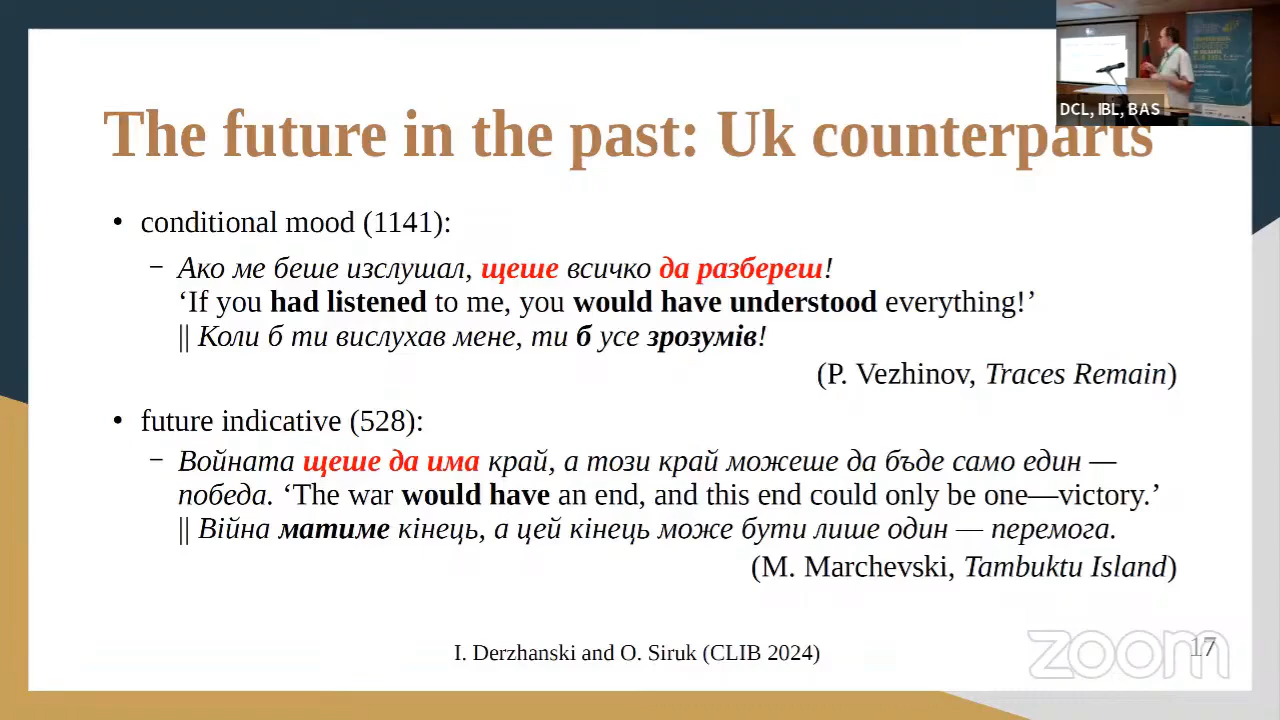 DCL, IBL, BAS
The future in the past: Uk counterparts
• conditional mood (1141):
– Ако ме беше изслушал, щеше всичко да разбереш!
‘If you had listened to me, you would have understood everything!’
|| Коли б ти вислухав мене, ти б усе зрозумів!
(P. Vezhinov, Traces Remain)
• future indicative (528):
– Войната щеше да има край, а този край можеше да бъде само един —
победа. ‘The war would have an end, and this end could only be one—victory.’
|| Війна матиме кінець, а цей кінець може бути лише один — перемога.
(M. Marchevski, Tambuktu Island)
I. Derzhanski and O. Siruk (CLIB 2024)
17
zoom